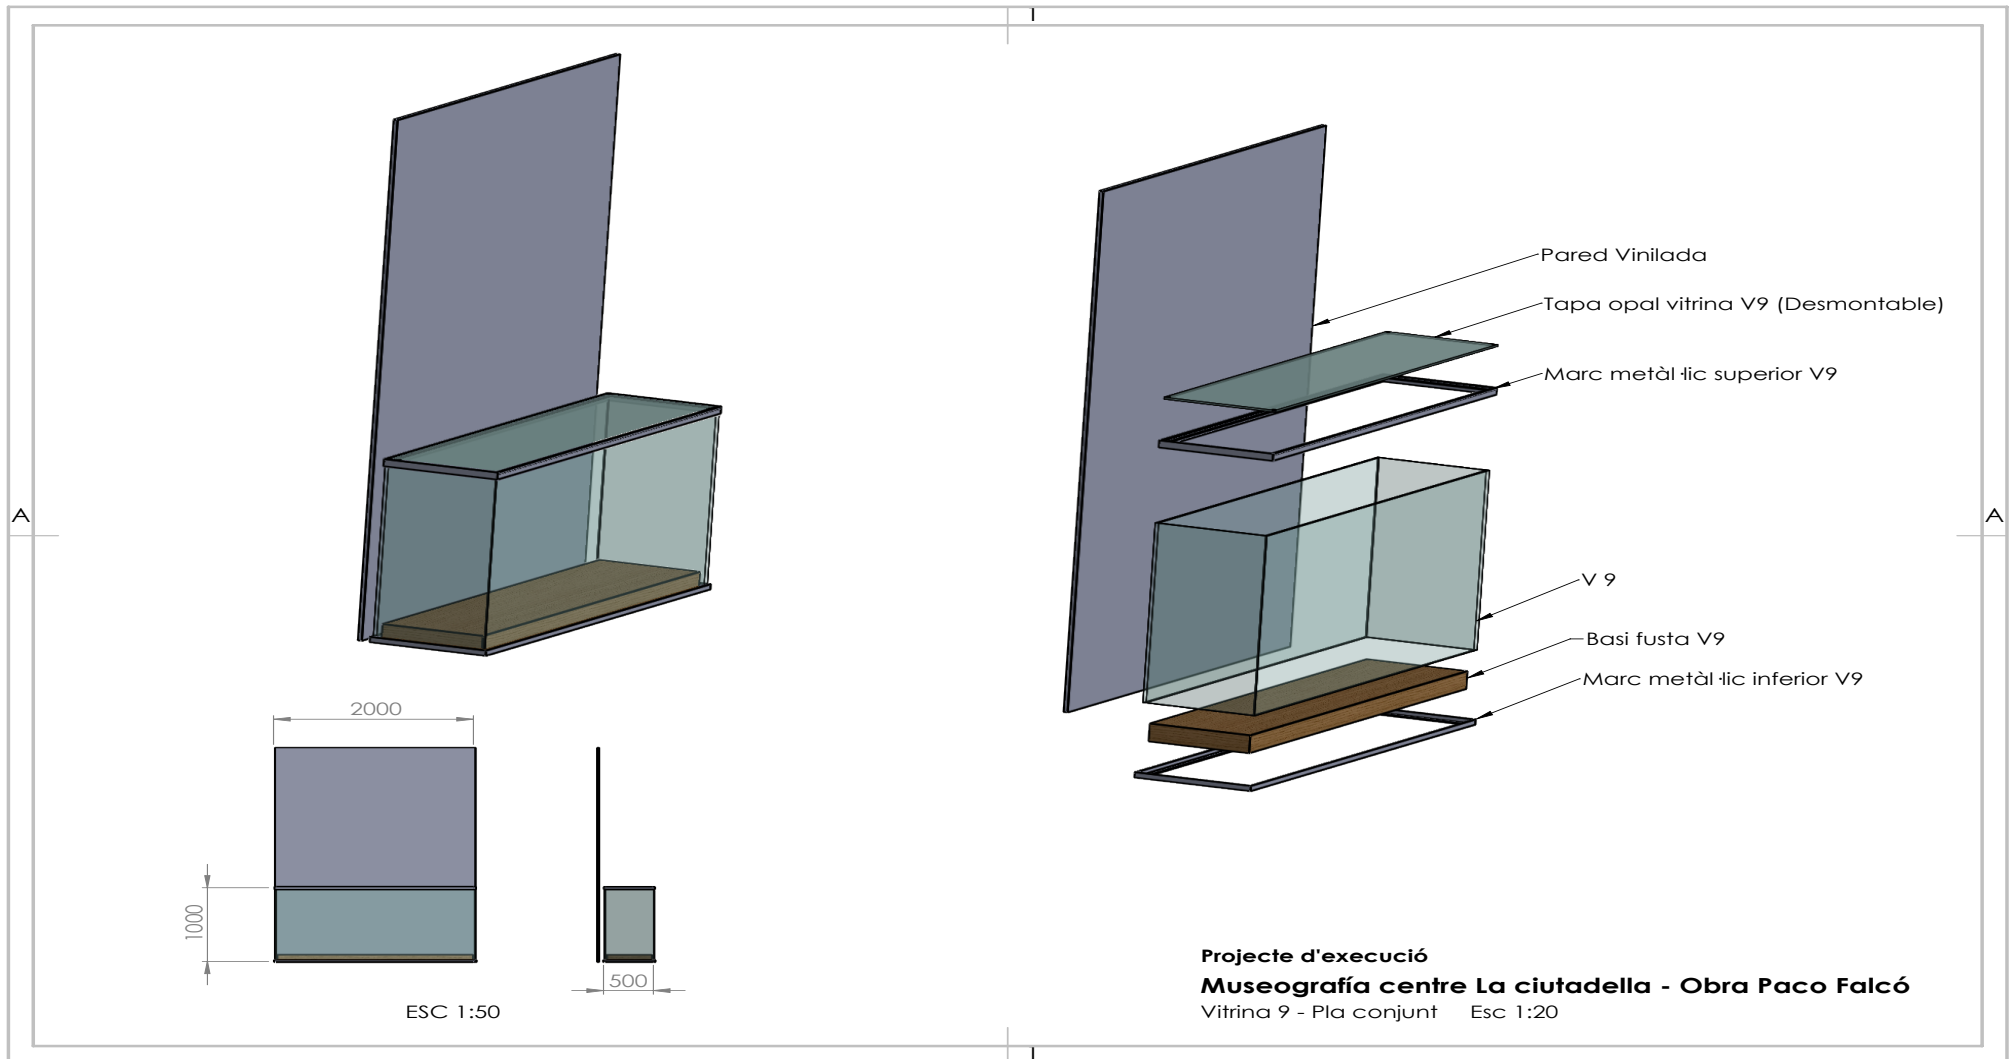 A
A
Pared Vinilada
Tapa opal vitrina V9 (Desmontable)
Marc metàl·lic superior V9
V 9
Basi fusta V9
Marc metàl·lic inferior V9
2000
1000
500
ESC 1:50
Projecte d'execució
Museografía centre La ciutadella - Obra Paco Falcó
Vitrina 9 - Pla conjunt Esc 1:20